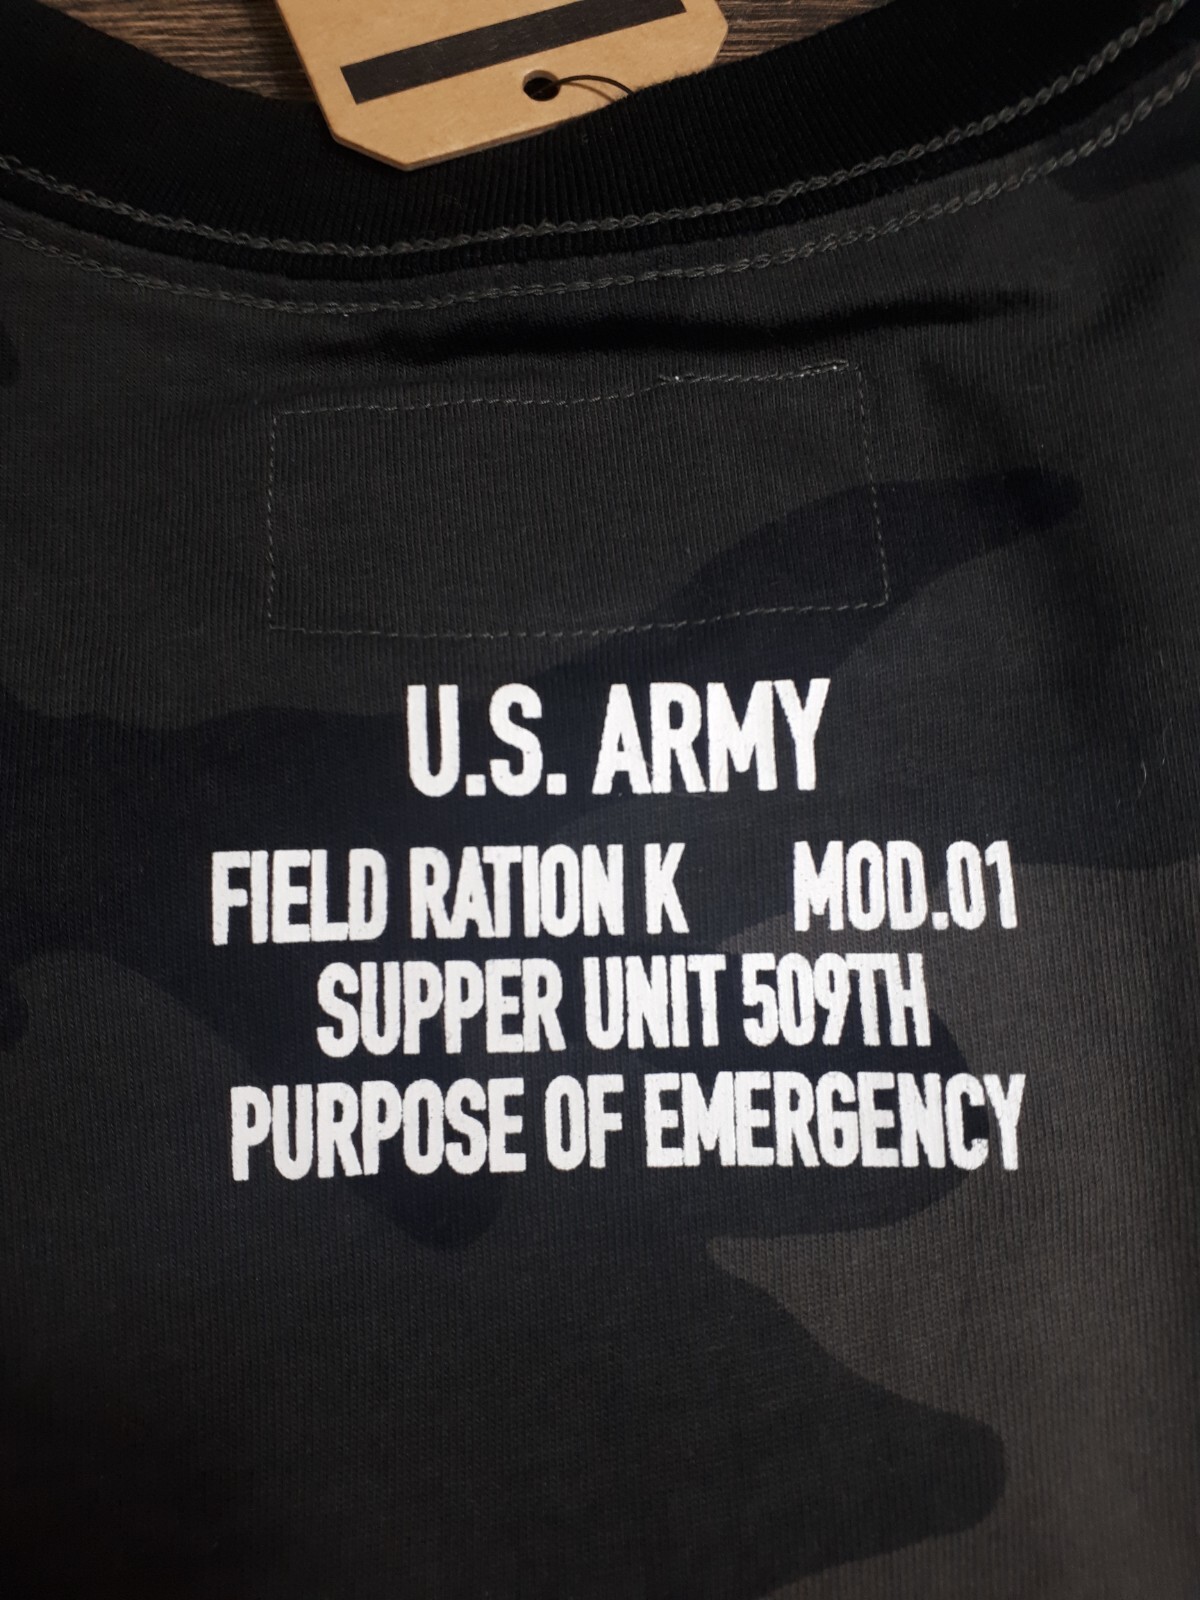 U.S. ARMY
FIELD RATION K MOD.01
SUPPER UNIT 509TH
PURPOSE OF EMERGENCY